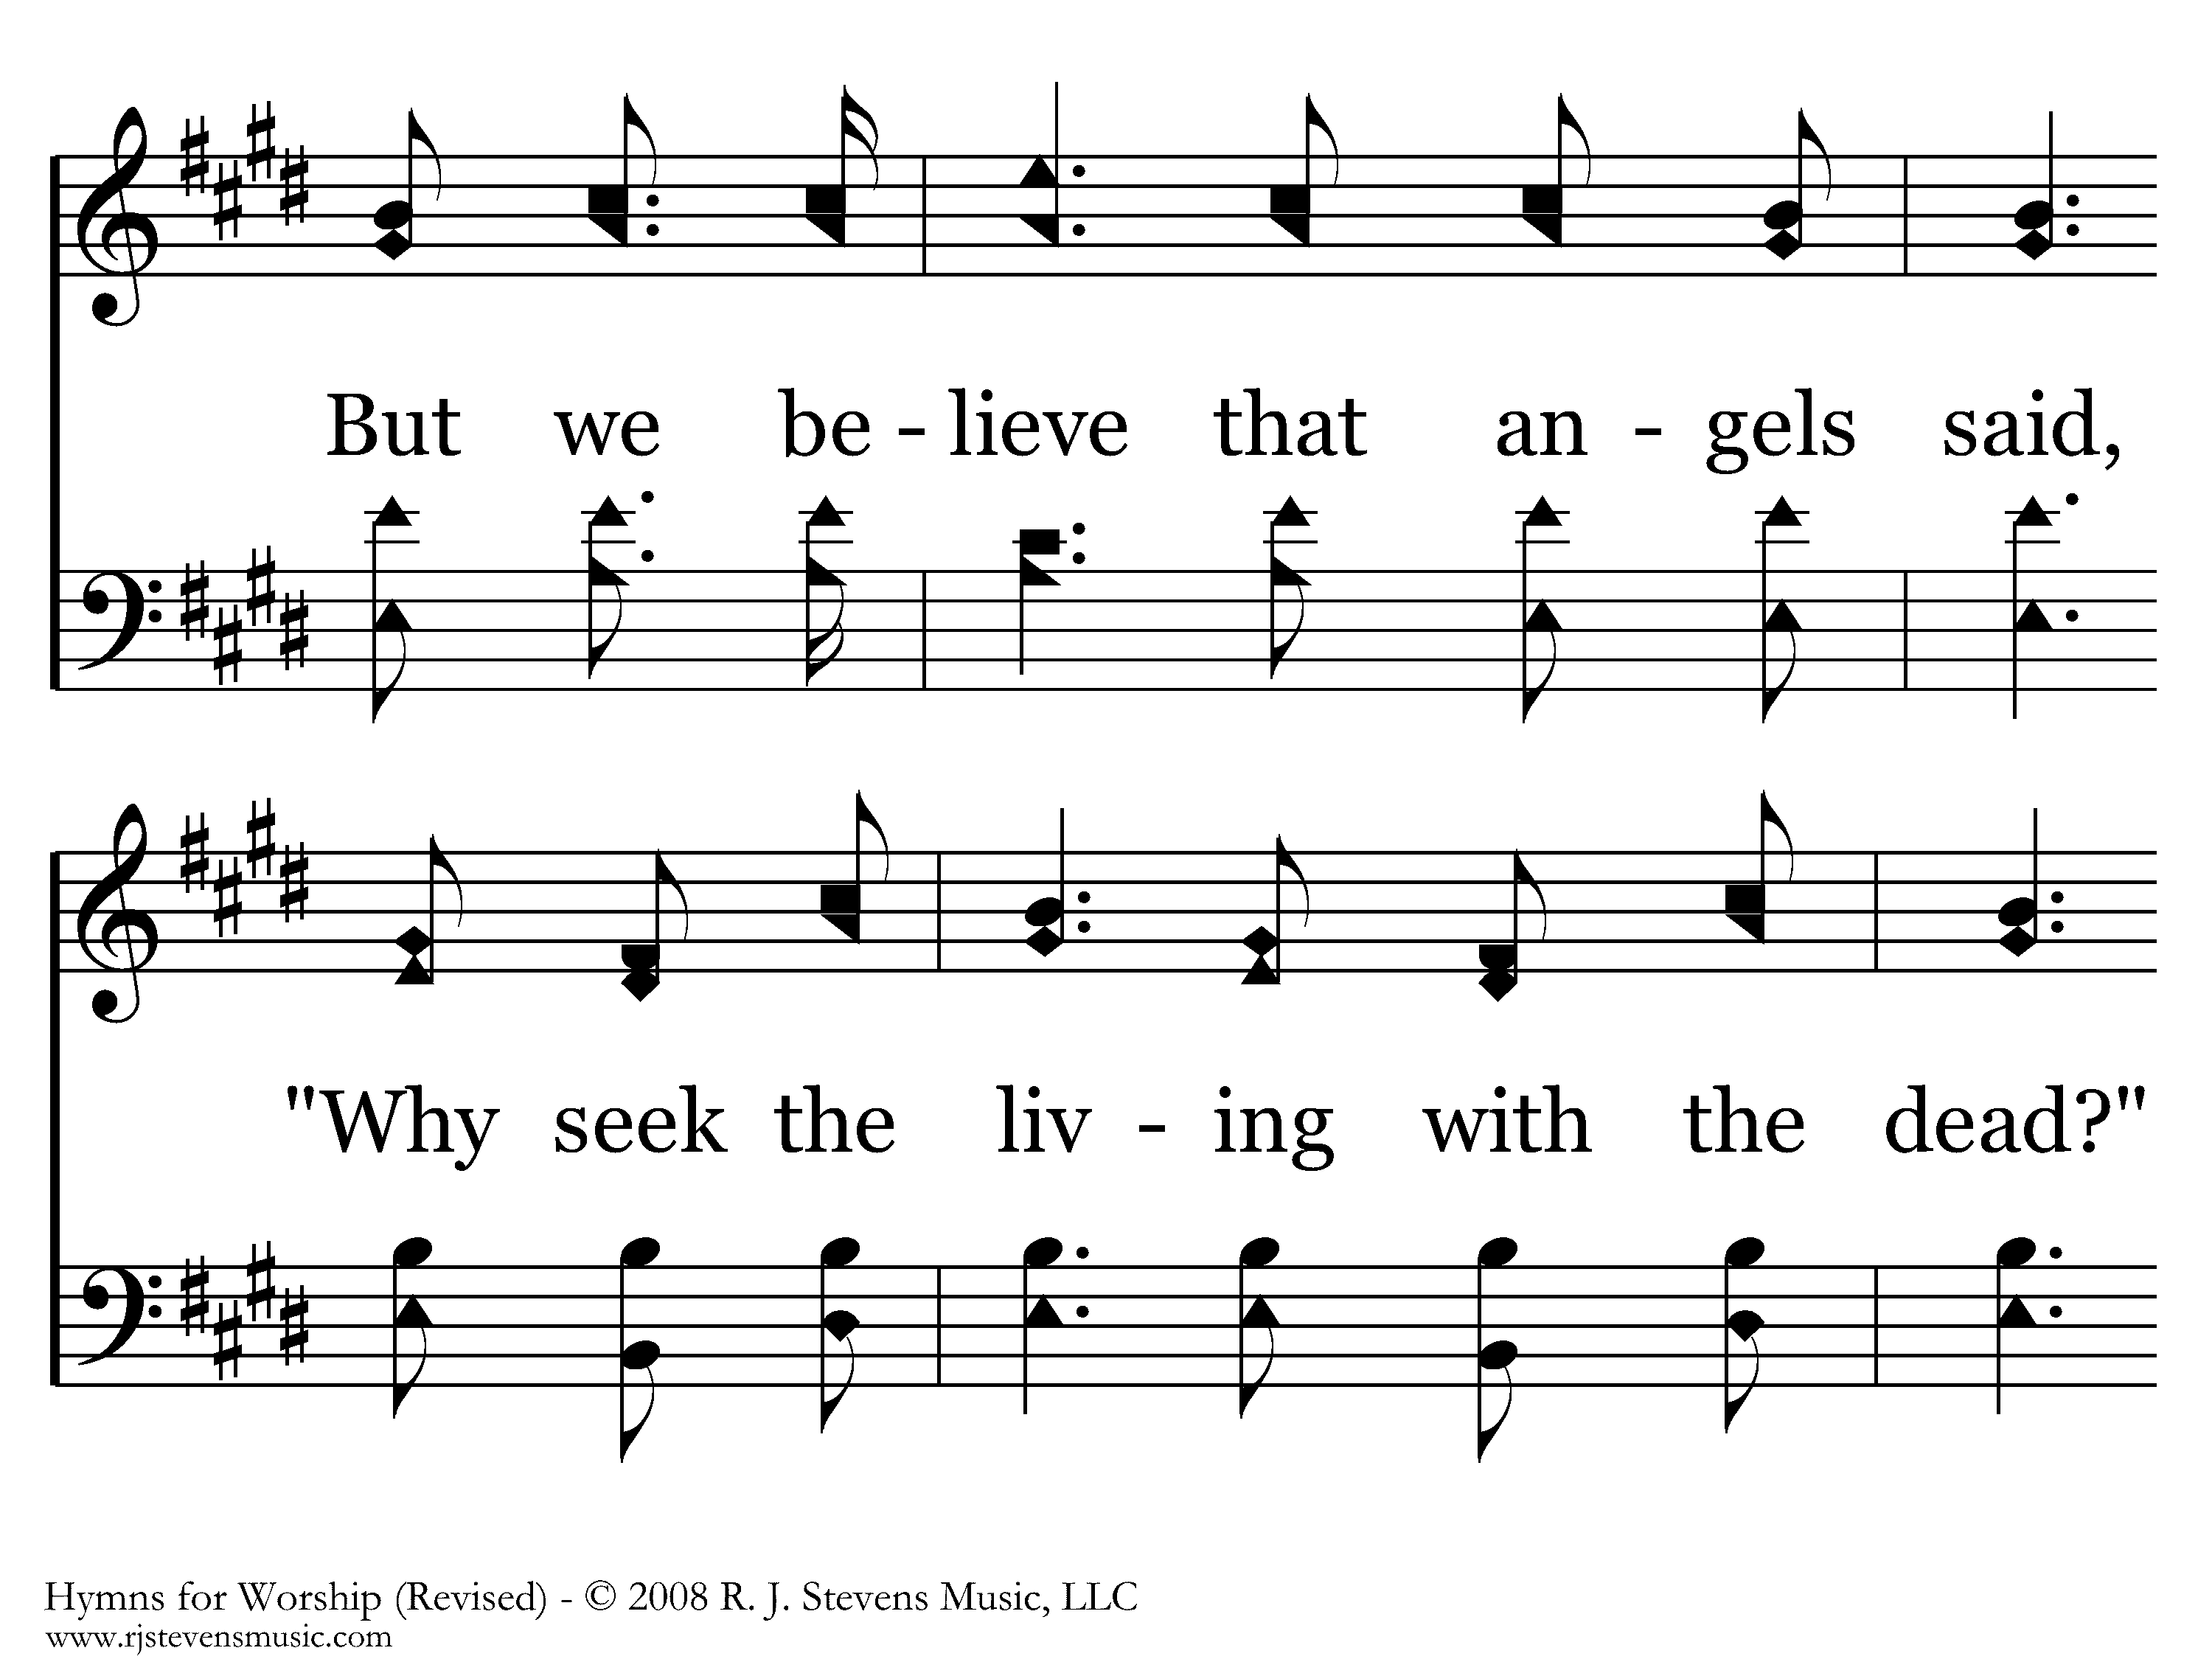 But we be - lieve that an - gels said,
"Why seek the liv - ing with the dead?"
Hymns for Worship (Revised) - © 2008 R. J. Stevens Music, LLC
www.rjstevensmusic.com